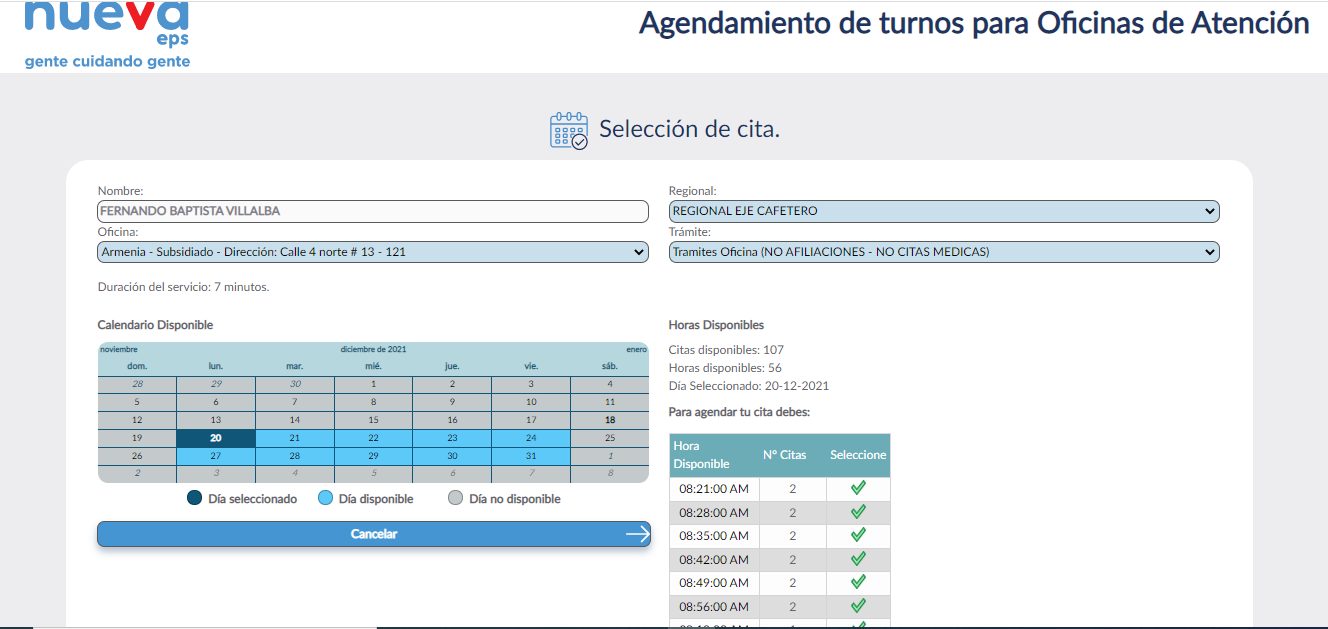 nueva
eps
gente cuidando gente
Agendamiento de turnos para Oficinas de Atención
Selección de cita.
Nombre:
FERNANDO BAPTISTA VILLALBA
Regional:
REGIONAL EJE CAFETERO
Oficina:
Armenia - Subsidiado - Dirección: Calle 4 norte # 13 - 121
Trámite:
Tramites Oficina (NO AFILIACIONES - NO CITAS MEDICAS)
Duración del servicio: 7 minutos.
Calendario Disponible
noviembre diciembre de 2021 enero
dom. lun. mar. mié. jue. vie. sáb.
28 29 30 1 2 3 4
5 6 7 8 9 10 11
12 13 14 15 16 17 18
19 20 21 22 23 24 25
26 27 28 29 30 31 1
2 3 4 5 6 7 8
Día seleccionado Día disponible Día no disponible
Cancelar
Horas Disponibles
Citas disponibles: 107
Horas disponibles: 56
Día Seleccionado: 20-12-2021
Para agendar tu cita debes:
Hora Disponible N° Citas Seleccione
08:21:00 AM 2
08:28:00 AM 2
08:35:00 AM 2
08:42:00 AM 2
08:49:00 AM 2
08:56:00 AM 2